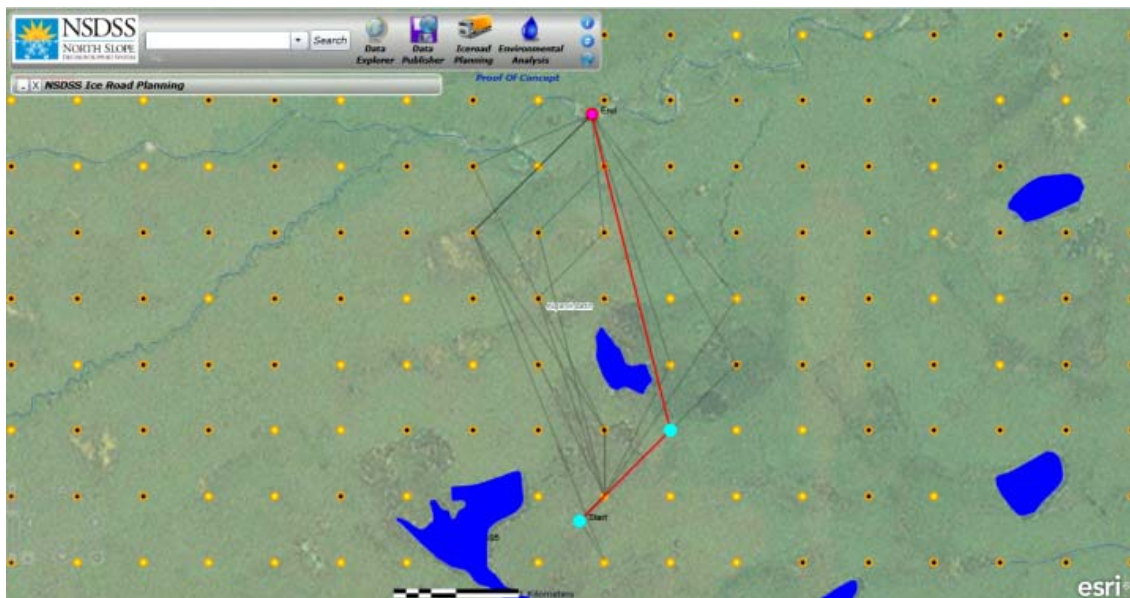 NSDSS
NORTH SLOPE
Search
Data Explorer
Data Publisher
Iceroad Planning
Environmental Analysis
Proof Of Concept
X NSDSS Ice Road Planning
End
Start
Kilometers
esri